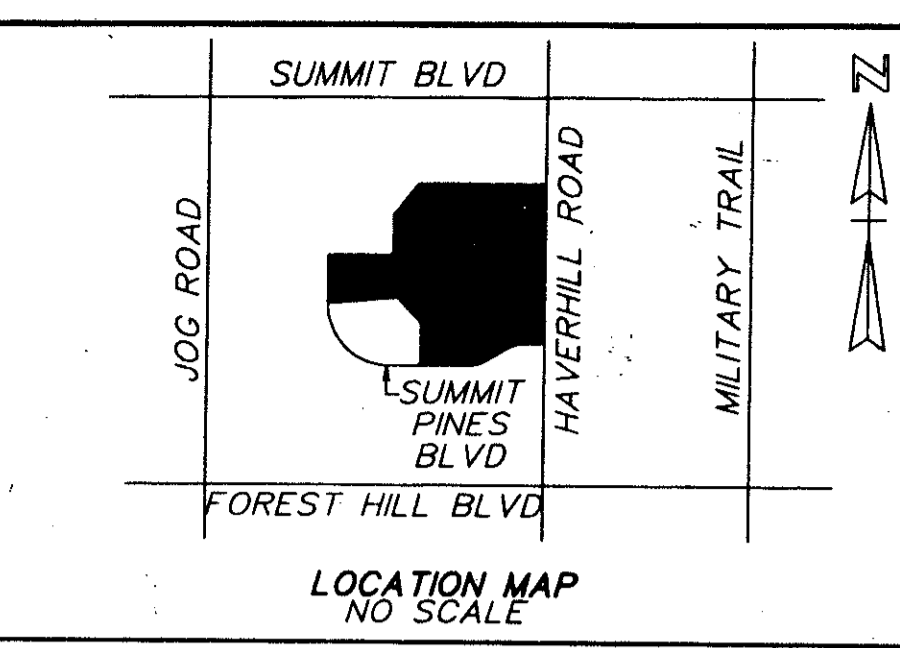 SUMMIT BLVD
N
JOG ROAD
HAVERHILL ROAD
MILITARY TRAIL
SUMMIT
PINES
BLVD
FOREST HILL BLVD
LOCATION MAP
NO SCALE